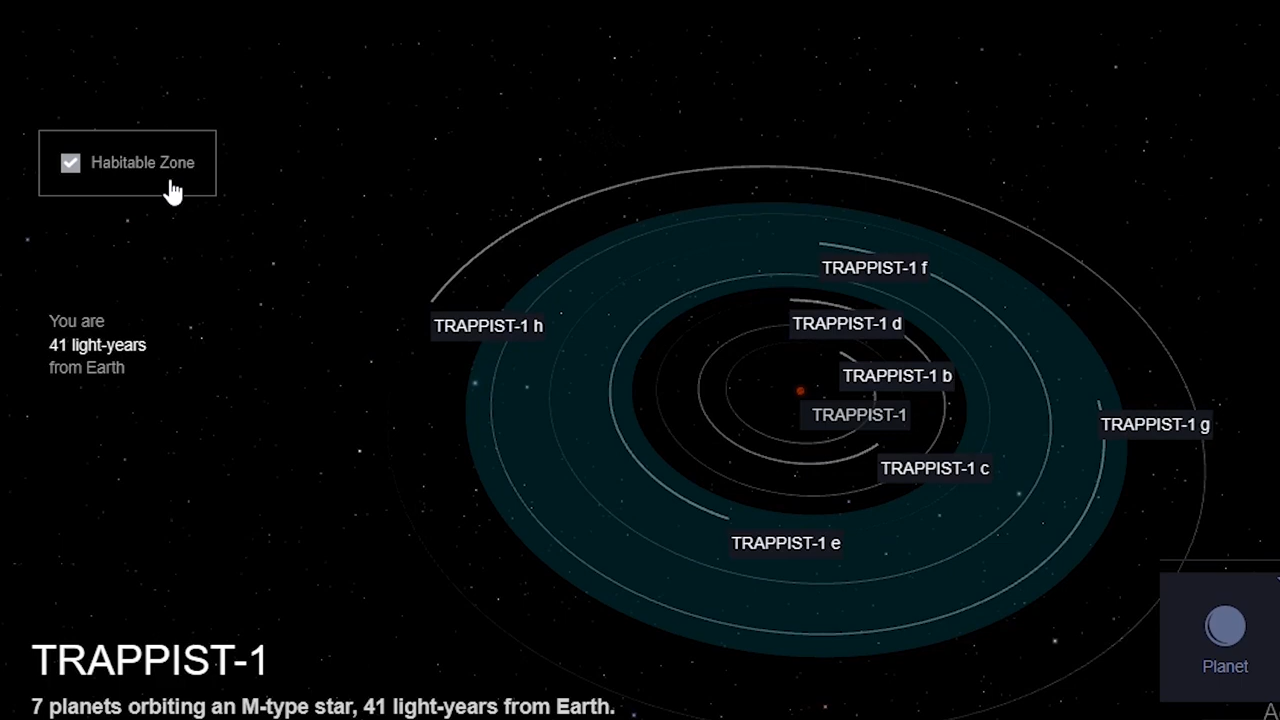 Habitable Zone
TRAPPIST-1 f
You are
41 light-years
from Earth
TRAPPIST-1 h
TRAPPIST-1 d
TRAPPIST-1 b
TRAPPIST-1
TRAPPIST-1 g
TRAPPIST-1 c
TRAPPIST-1 e
Planet
TRAPPIST-1
7 planets orbiting an M-type star, 41 light-years from Earth.